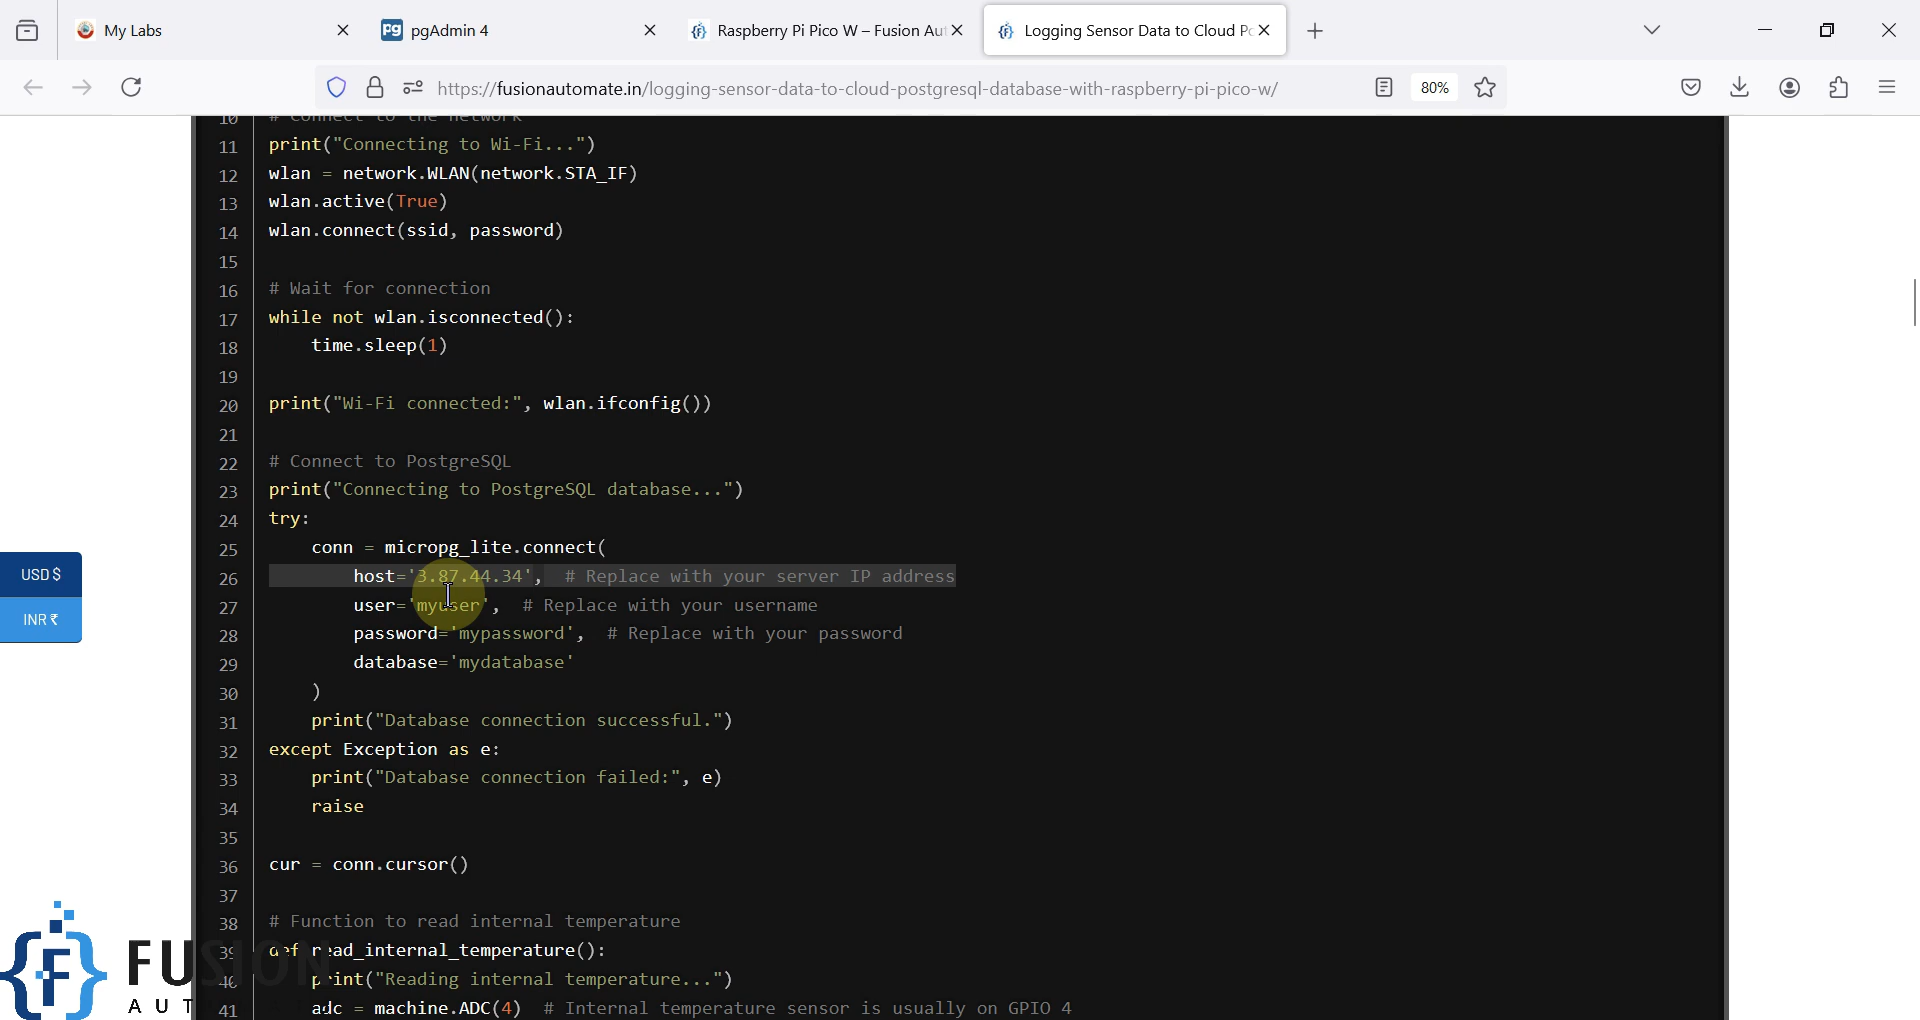 My Labs
pgAdmin 4
Raspberry Pi Pico W – Fusion Au
Logging Sensor Data to Cloud Po
https://fusionautomate.in/logging-sensor-data-to-cloud-postgresql-database-with-raspberry-pi-pico-w/
80%
10 # Connect to the network
11 print("Connecting to Wi-Fi...")
12 wlan = network.WLAN(network.STA_IF)
13 wlan.active(True)
14 wlan.connect(ssid, password)
15
16 # Wait for connection
17 while not wlan.isconnected():
18 time.sleep(1)
19
20 print("Wi-Fi connected:", wlan.ifconfig())
21
22 # Connect to PostgreSQL
23 print("Connecting to PostgreSQL database...")
24 try:
25 conn = micropg_lite.connect(
26 host='3.87.44.34', # Replace with your server IP address
27 user='myuser', # Replace with your username
28 password='mypassword', # Replace with your password
29 database='mydatabase'
30 )
31 print("Database connection successful.")
32 except Exception as e:
33 print("Database connection failed:", e)
34 raise
35
36 cur = conn.cursor()
37
38 # Function to read internal temperature
39 def read_internal_temperature():
40 print("Reading internal temperature...")
41 adc = machine.ADC(4) # Internal temperature sensor is usually on GPIO 4
USD $
INR ₹
FUSION
AUT